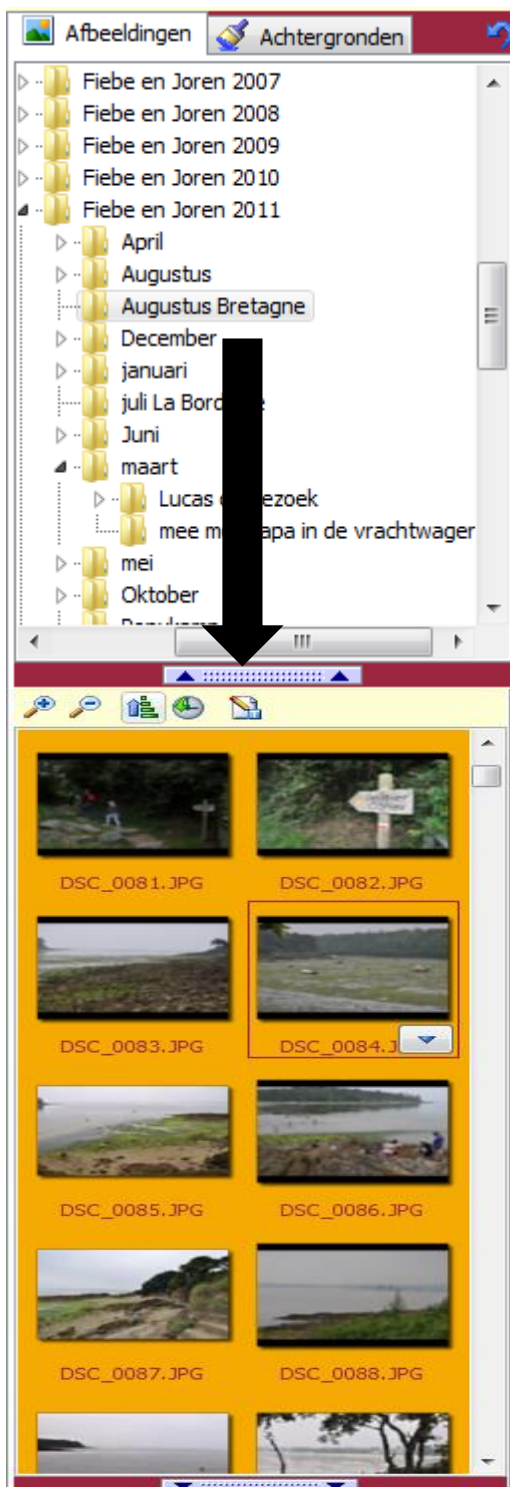 Afbeeldingen
Achtergronden
Fiebe en Joren 2007
Fiebe en Joren 2008
Fiebe en Joren 2009
Fiebe en Joren 2010
Fiebe en Joren 2011
April
Augustus
Augustus Bretagne
December
januari
juli La Bor
Juni
maart
Lucas ezoek
mee m apa in de vrachtwager
mei
Oktober
DSC_0081.JPG
DSC_0082.JPG
DSC_0083.JPG
DSC_0084.J
DSC_0085.JPG
DSC_0086.JPG
DSC_0087.JPG
DSC_0088.JPG